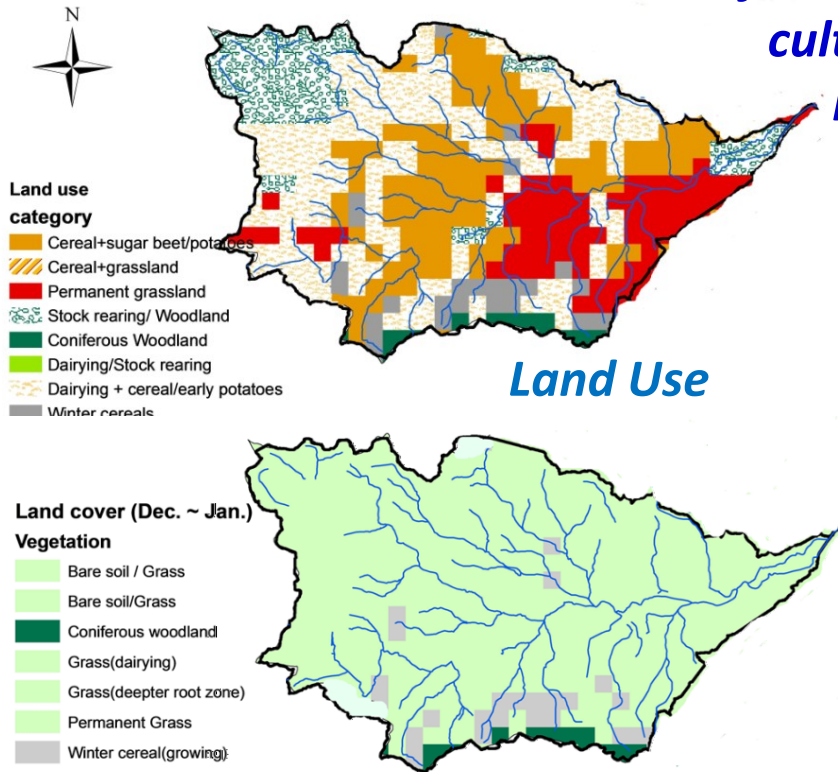 N
cult
Land use
category
Cereal+sugar beet/potatoes
Cereal+grassland
Permanent grassland
Stock rearing/ Woodland
Coniferous Woodland
Dairying/Stock rearing
Dairying + cereal/early potatoes
Winter cereals
Land Use
Land cover (Dec. ~ Jan.)
Vegetation
Bare soil / Grass
Bare soil/Grass
Coniferous woodland
Grass(dairying)
Grass(deepter root zone)
Permanent Grass
Winter cereal(growing)